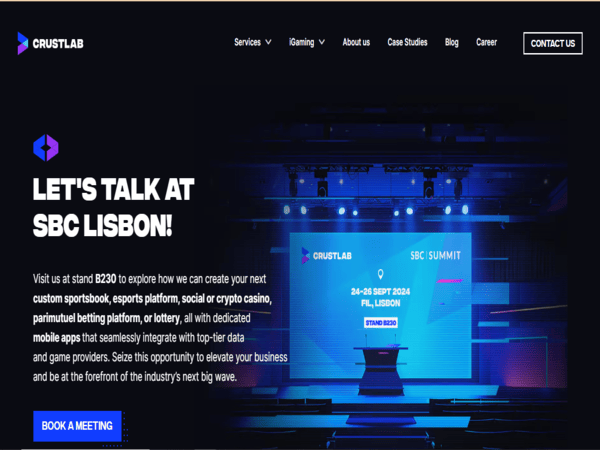 CRUSTLAB
Services
iGaming
About us
Case Studies
Blog
Career
CONTACT US
LET'S TALK AT
SBC LISBON!
Visit us at stand B230 to explore how we can create your next
custom sportsbook, esports platform, social or crypto casino,
parimutuel betting platform, or lottery, all with dedicated
mobile apps that seamlessly integrate with top-tier data
and game providers. Seize this opportunity to elevate your business
and be at the forefront of the industry's next big wave.
BOOK A MEETING
CRUSTLAB
SBC | SUMMIT
24-26 SEPT 2024
FIL, LISBON
STAND B230